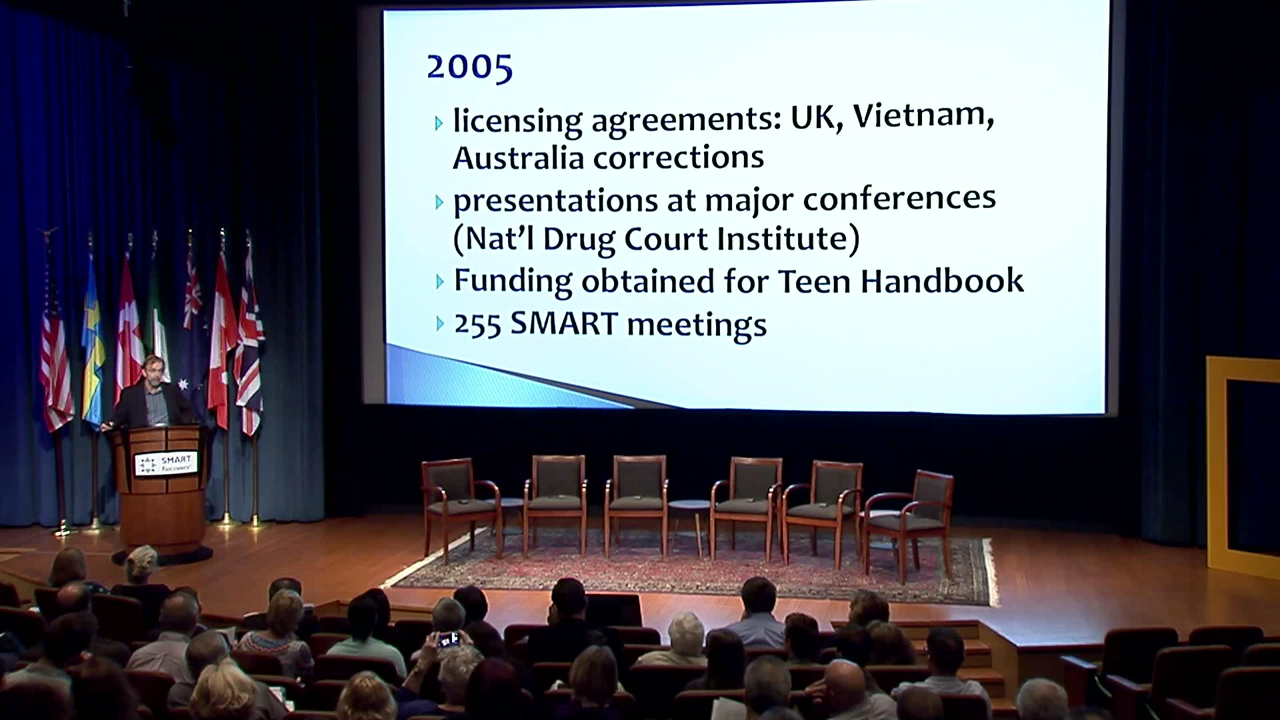 2005
licensing agreements: UK, Vietnam,
Australia corrections
presentations at major conferences
(Nat'l Drug Court Institute)
Funding obtained for Teen Handbook
255 SMART meetings
SMART
Recovery